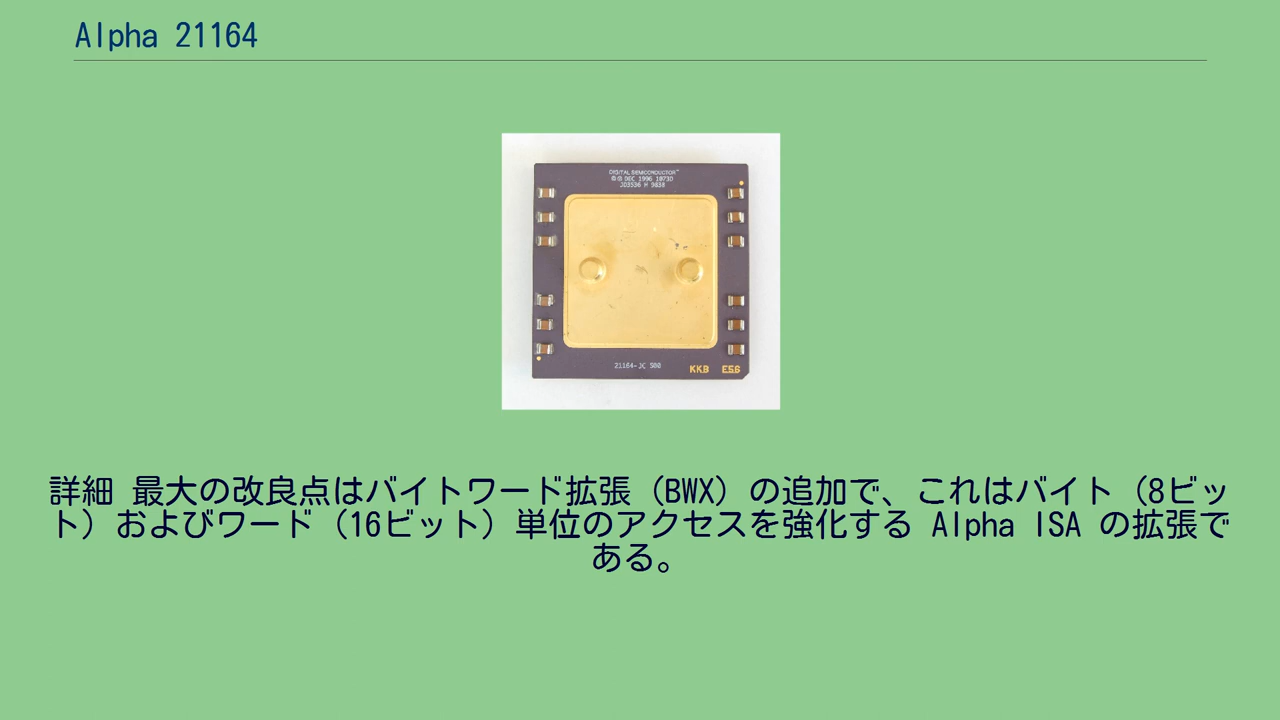 Alpha 21164
DIGITAL SEMICONDUCTOR™
DEC 1996
21164-JC 500
KKB E56
詳細 最大の改良点はバイトワード拡張（BWX）の追加で、これはバイト（8ビッ
ト）およびワード（16ビット）単位のアクセスを強化する Alpha ISA の拡張で
ある。